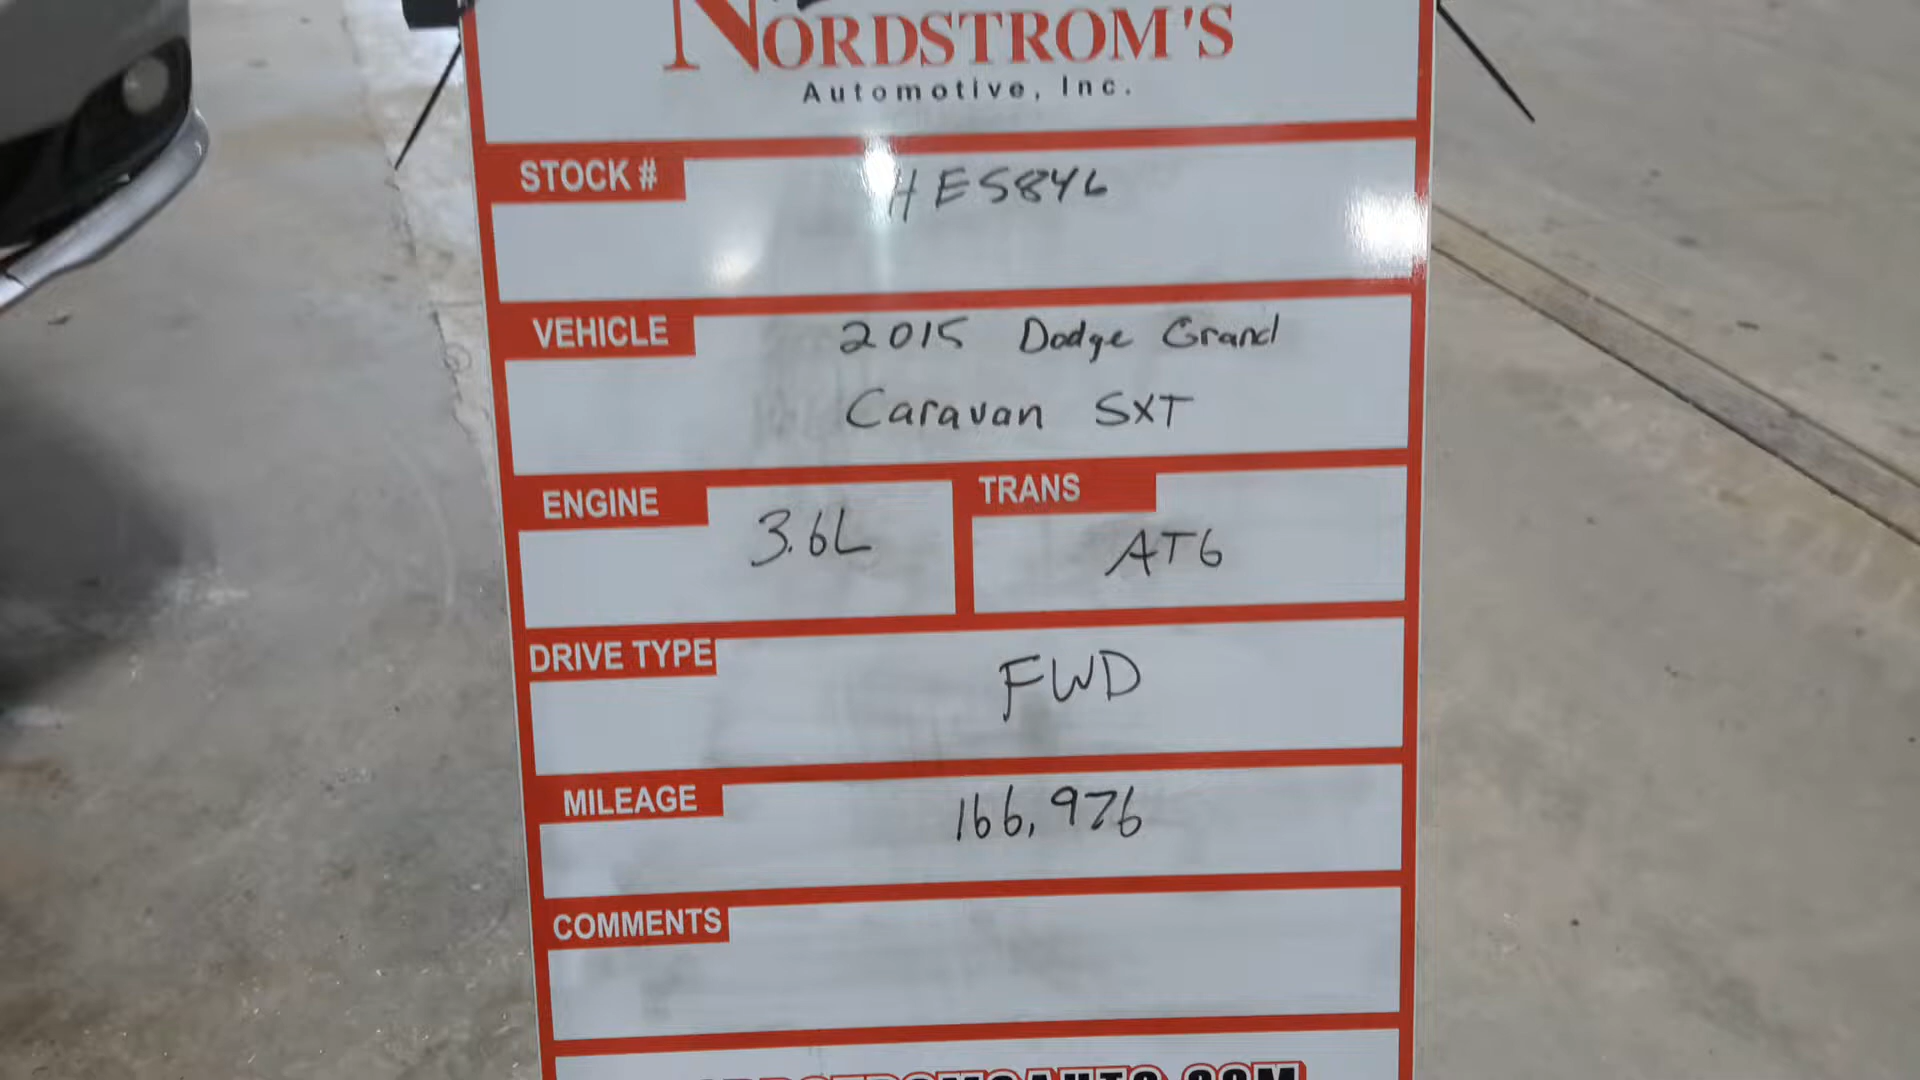 NORDSTROM'S
Automotive, Inc.
STOCK # HES846
VEHICLE 2015 Dodge Grand
Caravan SXT
ENGINE 3.6L TRANS AT6
DRIVE TYPE FWD
MILEAGE 166,976
COMMENTS